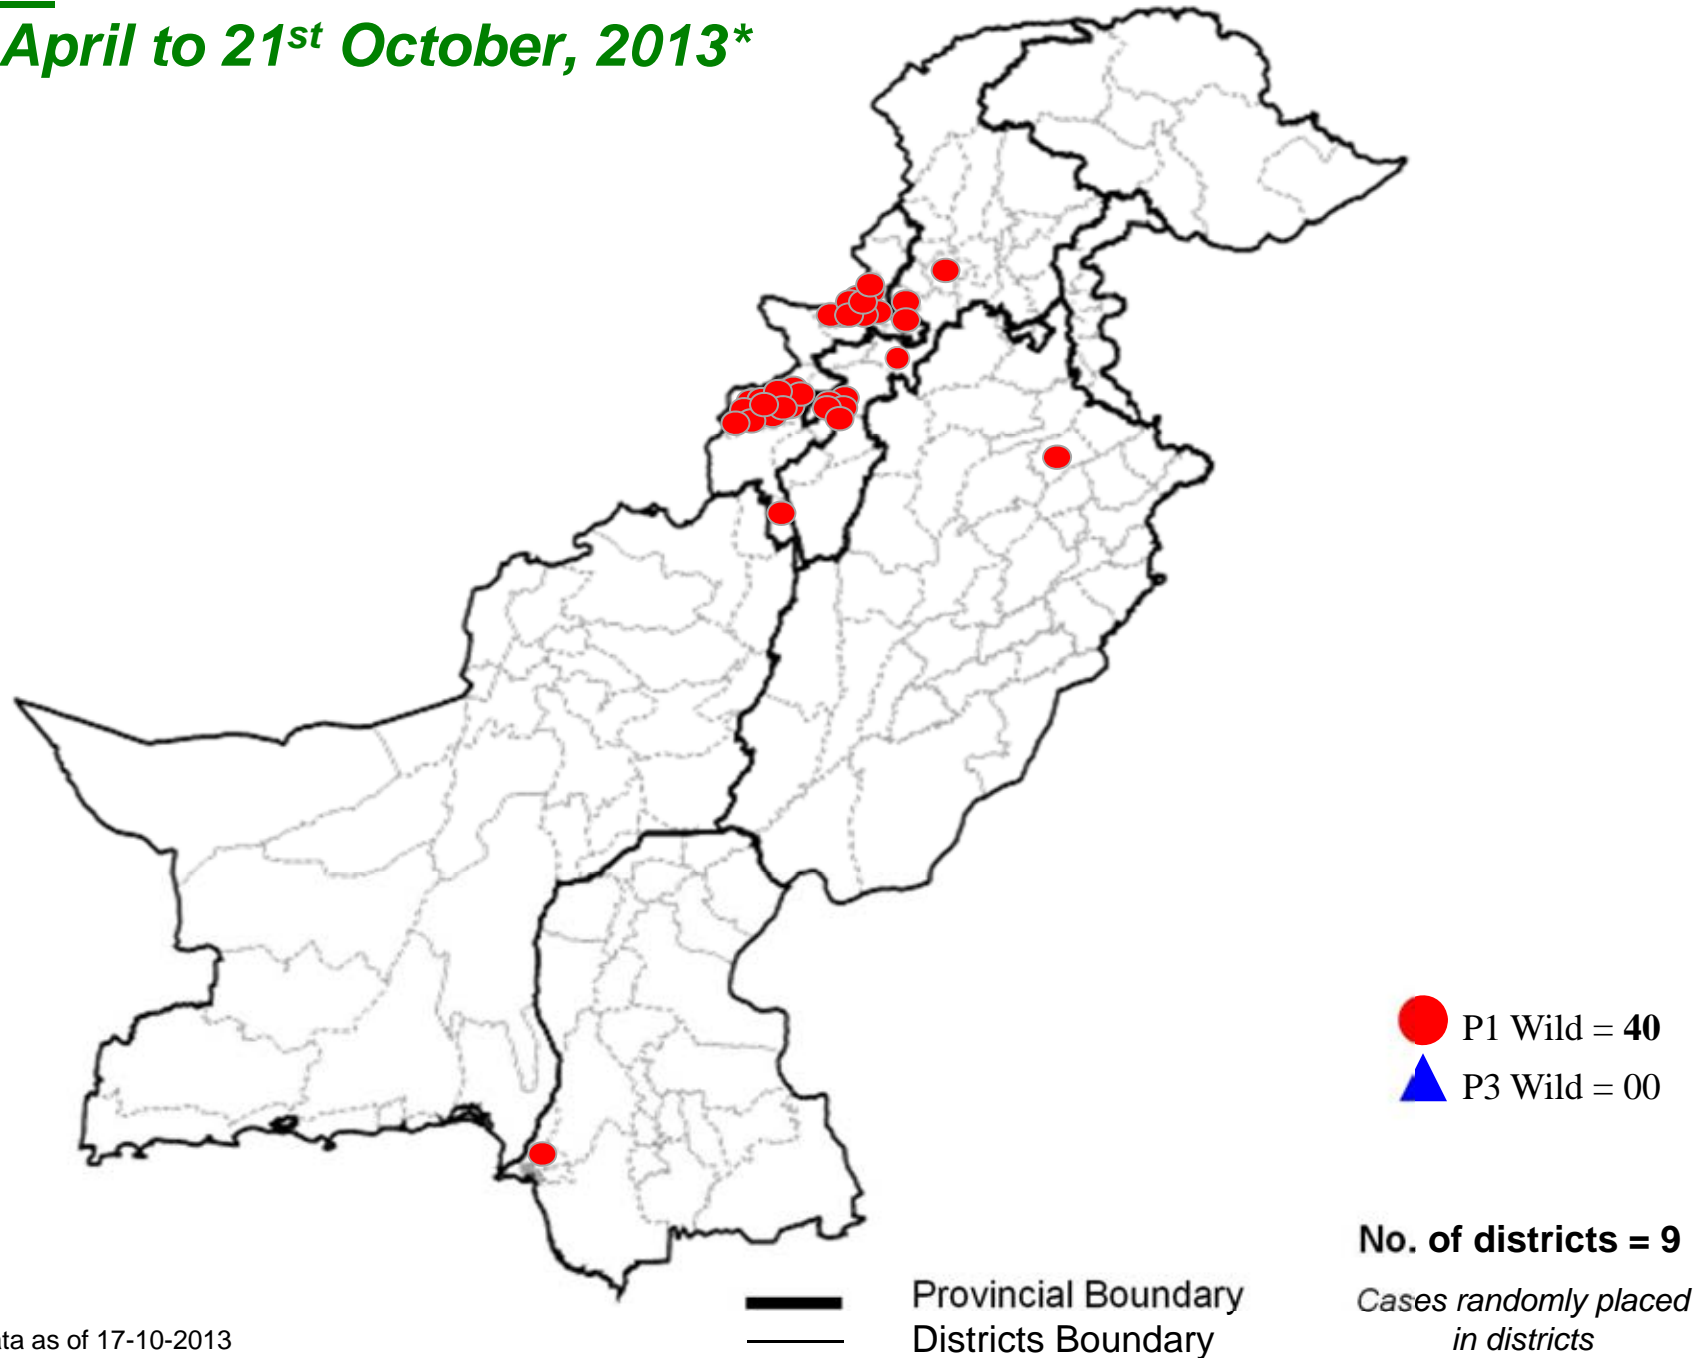 April to 21st October, 2013*
P1 Wild = 40
P3 Wild = 00
No. of districts = 9
Cases randomly placed
in districts
Provincial Boundary
Districts Boundary
as of 17-10-2013